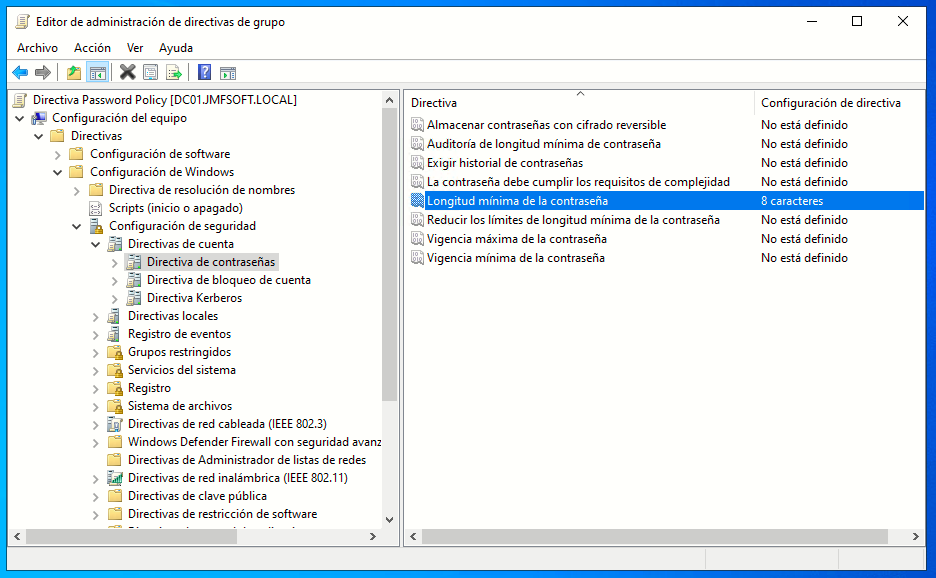 Editor de administración de directivas de grupo
Archivo Acción Ver Ayuda
Directiva Password Policy [DC01.JMFSOFT.LOCAL]
Configuración del equipo
Directivas
Configuración de software
Configuración de Windows
Directiva de resolución de nombres
Scripts (inicio o apagado)
Configuración de seguridad
Directivas de cuenta
Directiva de contraseñas
Directiva de bloqueo de cuenta
Directiva Kerberos
Directivas locales
Registro de eventos
Grupos restringidos
Servicios del sistema
Registro
Sistema de archivos
Directivas de red cableada (IEEE 802.3)
Windows Defender Firewall con seguridad avanz
Directivas de Administrador de listas de redes
Directivas de red inalámbrica (IEEE 802.11)
Directivas de clave pública
Directivas de restricción de software
Directiva Configuración de directiva
Almacenar contraseñas con cifrado reversible No está definido
Auditoría de longitud mínima de contraseña No está definido
Exigir historial de contraseñas No está definido
La contraseña debe cumplir los requisitos de complejidad No está definido
Longitud mínima de la contraseña 8 caracteres
Reducir los límites de longitud mínima de la contraseña No está definido
Vigencia máxima de la contraseña No está definido
Vigencia mínima de la contraseña No está definido